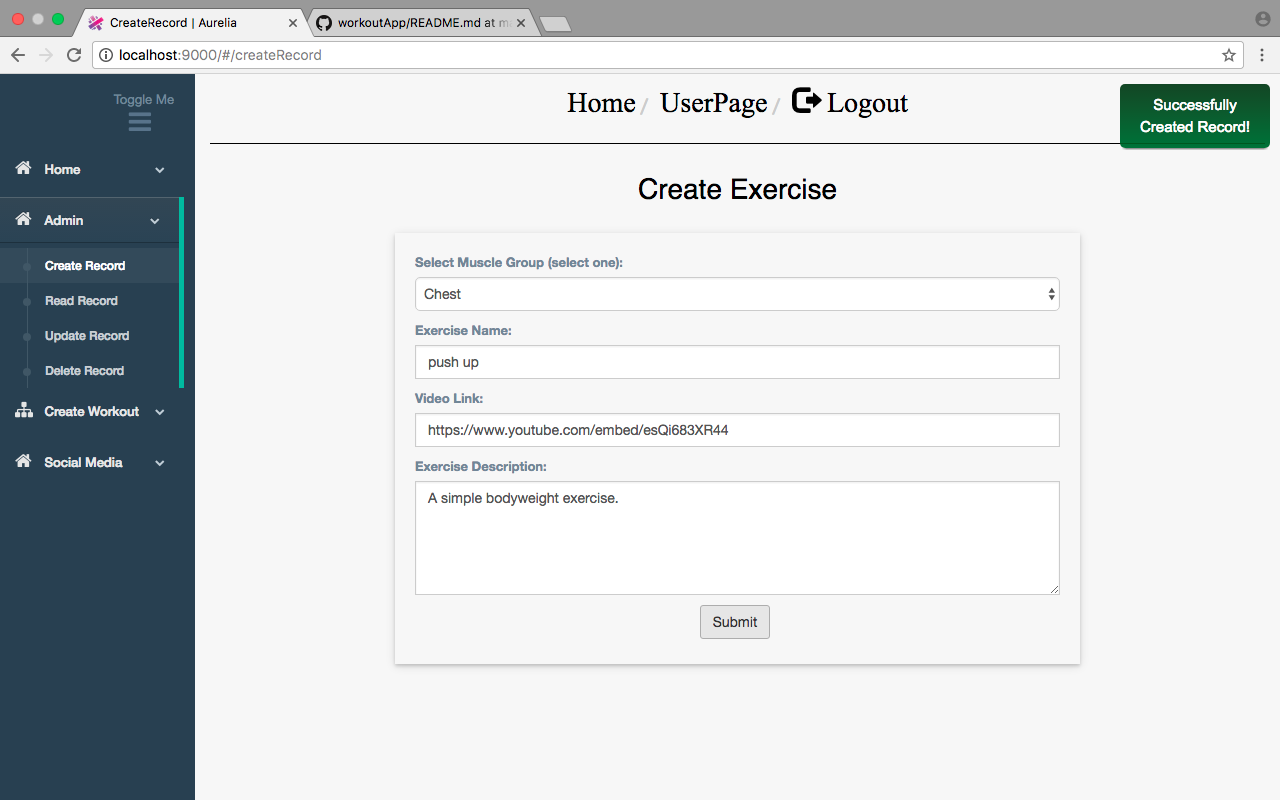 CreateRecord | Aurelia
workoutApp/README.md at m
localhost:9000/#/createRecord
Toggle Me
Home
Admin
Create Record
Read Record
Update Record
Delete Record
Create Workout
Social Media
Home / UserPage / Logout
Successfully
Created Record!
Create Exercise
Select Muscle Group (select one):
Chest
Exercise Name:
push up
Video Link:
https://www.youtube.com/embed/esQi683XR44
Exercise Description:
A simple bodyweight exercise.
Submit